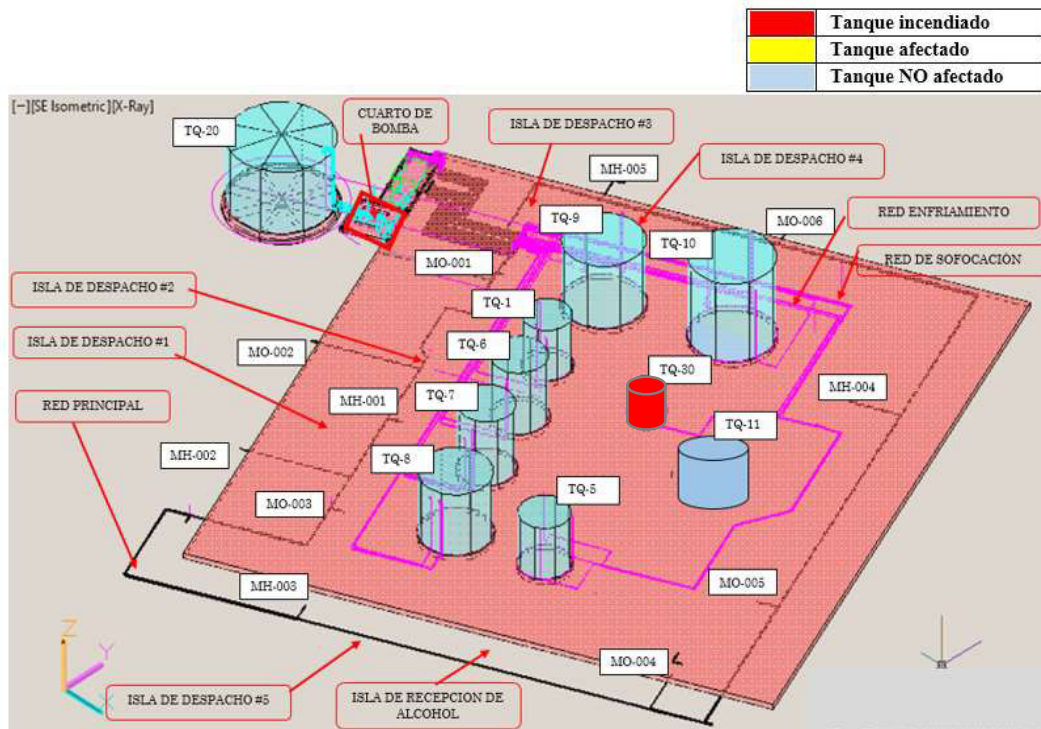 Tanque incendiado
Tanque afectado
Tanque NO afectado
[−][SE Isometric][X-Ray]
TQ-20
CUARTO DE
BOMBA
ISLA DE DESPACHO #3
ISLA DE DESPACHO #4
MH-005
TQ-9
MO-006
RED ENFRIAMIENTO
TQ-10
RED DE SOFOCACIÓN
MO-001
ISLA DE DESPACHO #2
TQ-1
ISLA DE DESPACHO #1
MO-002
TQ-6
TQ-30
MH-004
RED PRINCIPAL
MH-001
TQ-7
TQ-11
MH-002
TQ-8
TQ-5
MO-003
MH-003
MO-005
MO-004
ISLA DE DESPACHO #5
ISLA DE RECEPCION DE
ALCOHOL
Z
Y
X